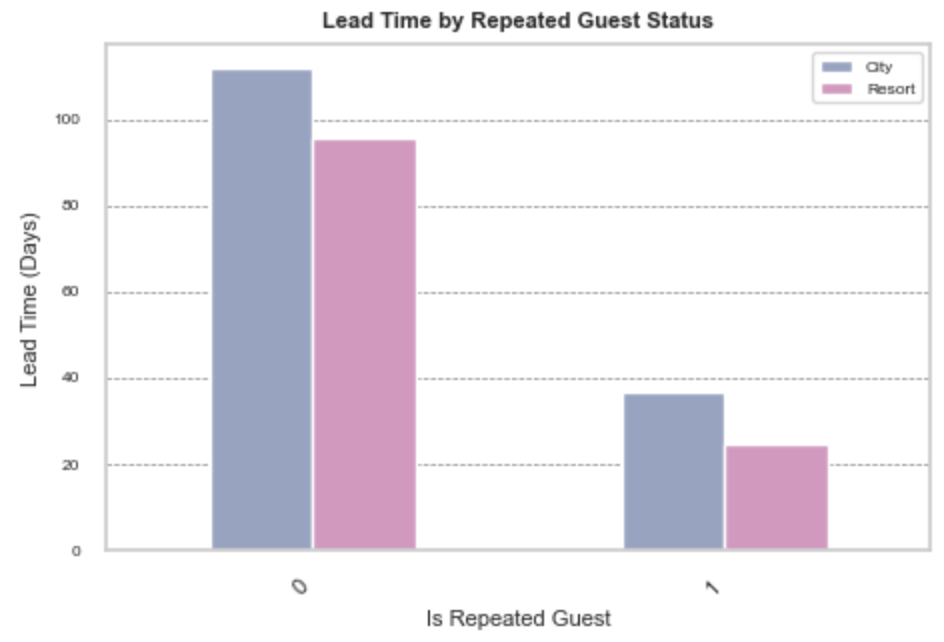 Lead Time by Repeated Guest Status
City
Resort
Lead Time (Days)
100
80
60
40
20
0
0
1
Is Repeated Guest